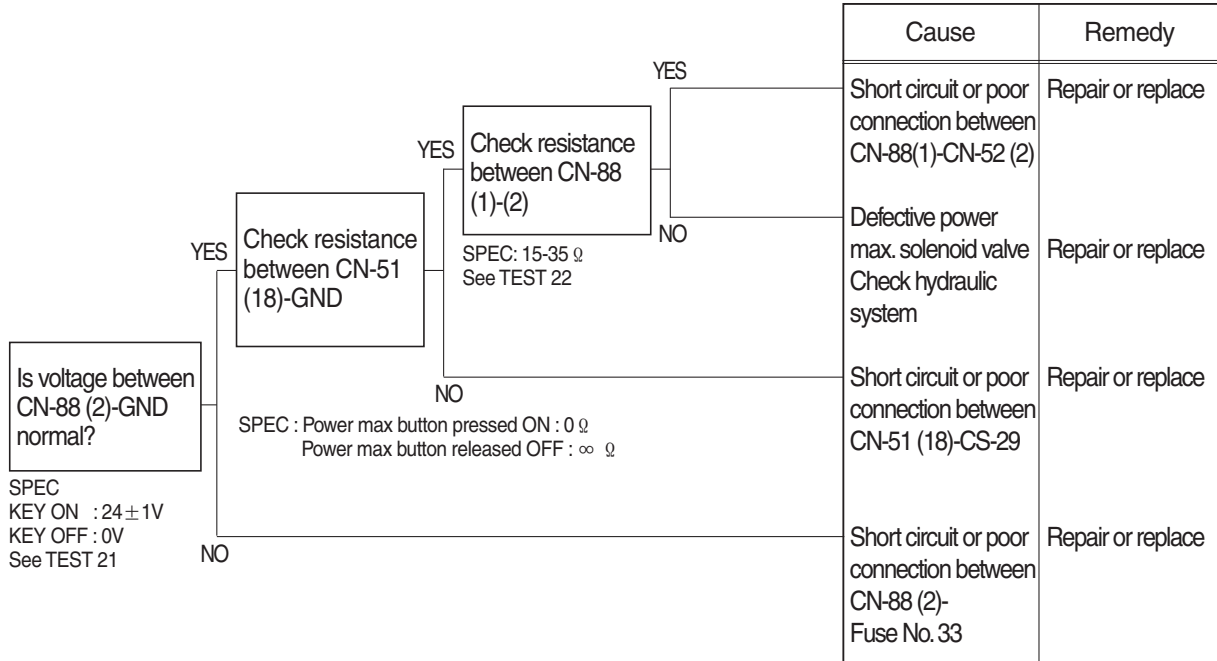 Cause
Remedy
YES
Short circuit or poor
connection between
CN-88(1)-CN-52 (2)
Repair or replace
YES
Check resistance
between CN-88
(1)-(2)
NO
SPEC: 15-35 Ω
See TEST 22
Defective power
max. solenoid valve
Check hydraulic
system
Repair or replace
YES
Check resistance
between CN-51
(18)-GND
NO
SPEC : Power max button pressed ON : 0 Ω
Power max button released OFF : ∞ Ω
Short circuit or poor
connection between
CN-51 (18)-CS-29
Repair or replace
Is voltage between
CN-88 (2)-GND
normal?
SPEC
KEY ON : 24±1V
KEY OFF : 0V
See TEST 21
NO
Short circuit or poor
connection between
CN-88 (2)-
Fuse No. 33
Repair or replace